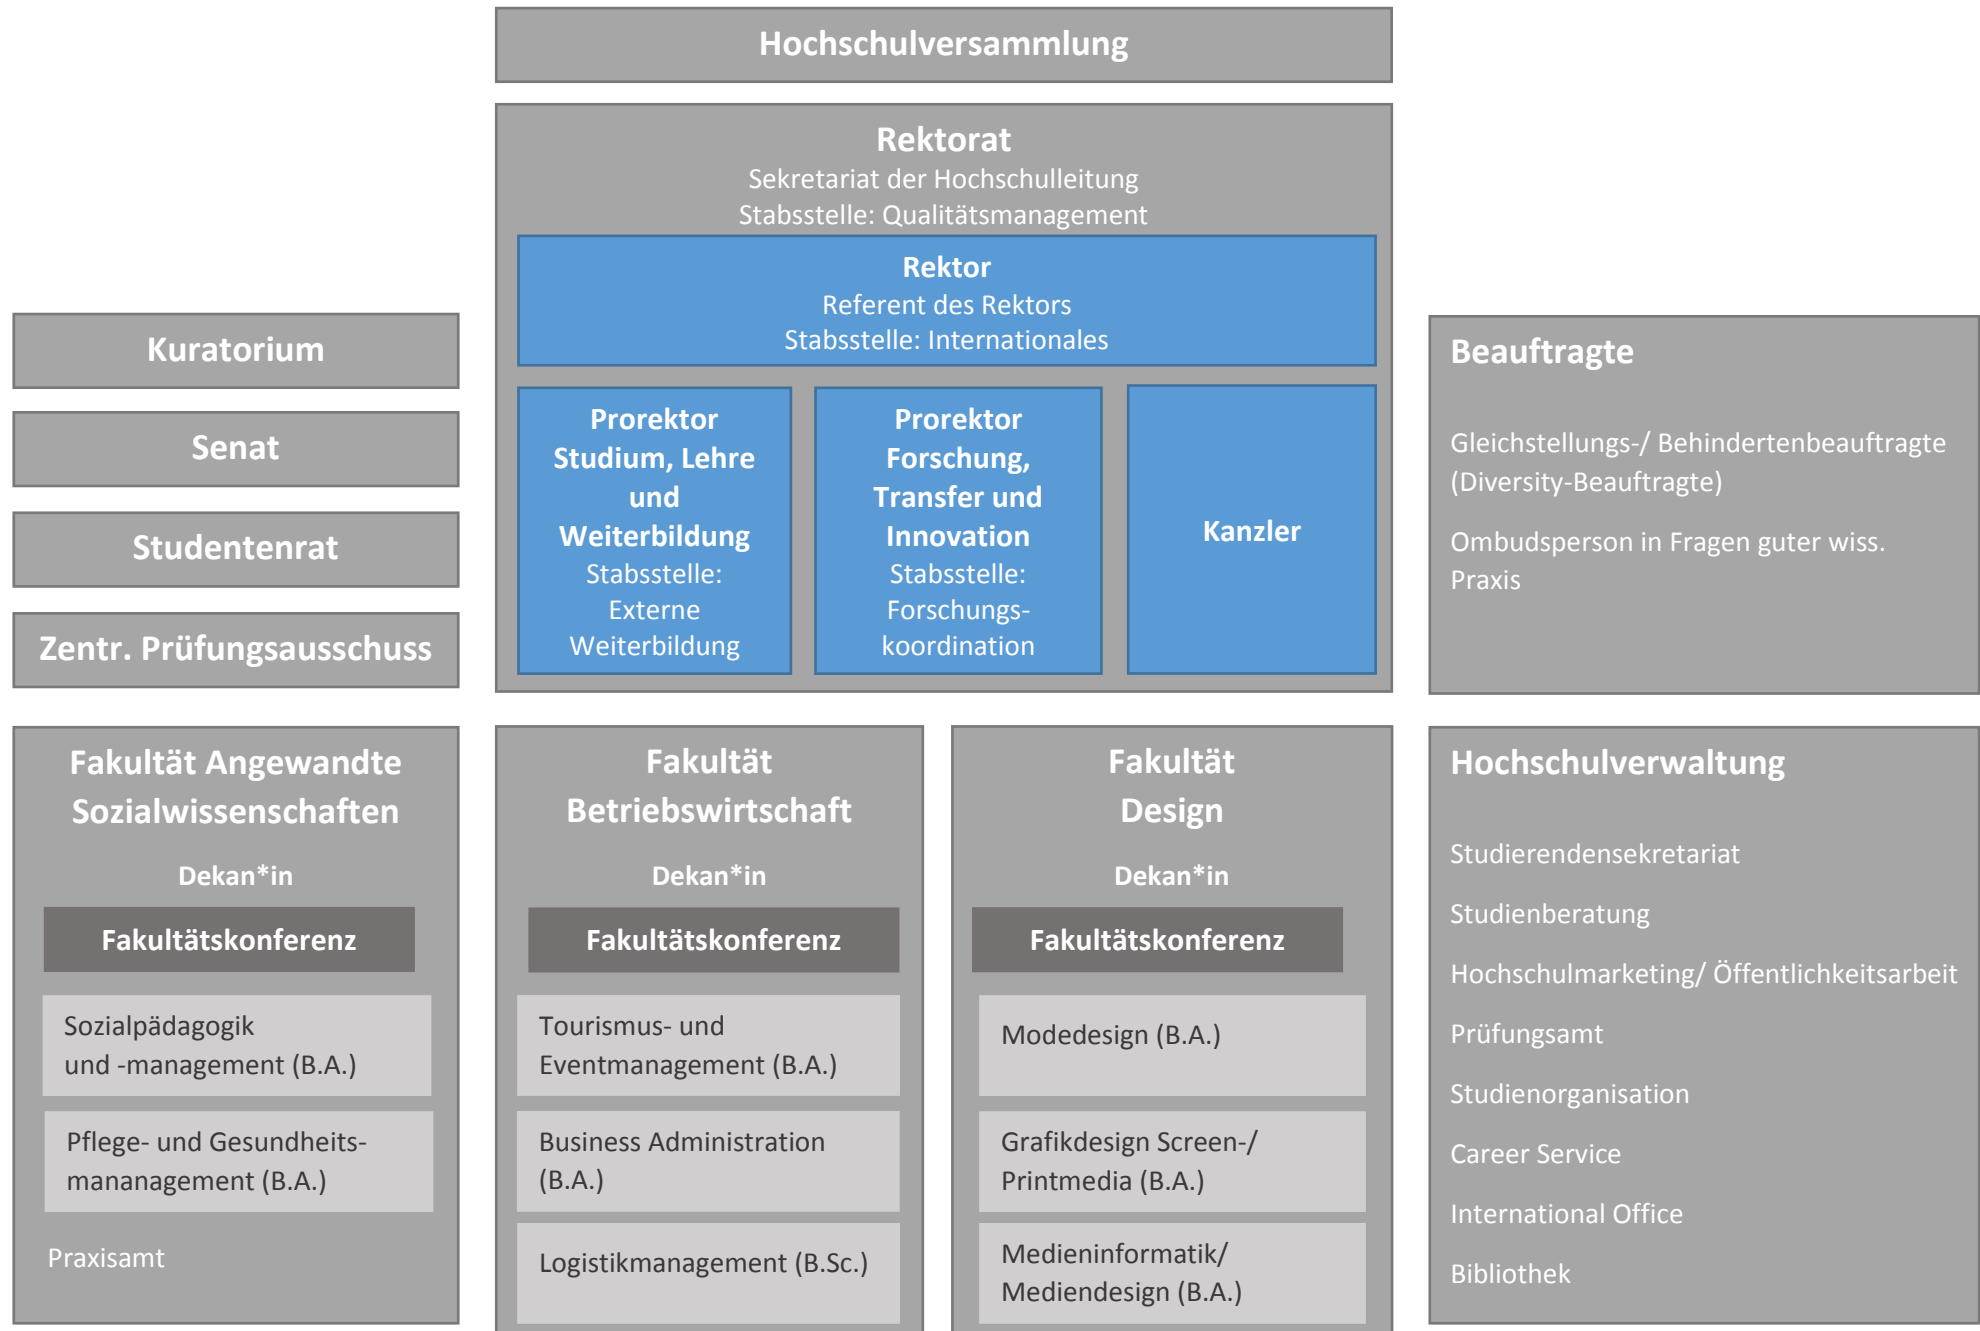 Hochschulversammlung
Rektorat
Sekretariat der Hochschulleitung
Stabsstelle: Qualitätsmanagement
Rektor
Referent des Rektors
Stabsstelle: Internationales
Prorektor
Studium, Lehre
und
Weiterbildung
Stabsstelle:
Externe
Weiterbildung
Prorektor
Forschung,
Transfer und
Innovation
Stabsstelle:
Forschungs-
koordination
Kanzler
Kuratorium
Senat
Studentenrat
Zentr. Prüfungsausschuss
Beauftragte
Gleichstellungs-/ Behindertenbeauftragte
(Diversity-Beauftragte)
Ombudsperson in Fragen guter wiss.
Praxis
Fakultät Angewandte
Sozialwissenschaften
Dekan*in
Fakultätskonferenz
Sozialpädagogik
und -management (B.A.)
Pflege- und Gesundheits-
mananagement (B.A.)
Praxisamt
Fakultät
Betriebswirtschaft
Dekan*in
Fakultätskonferenz
Tourismus- und
Eventmanagement (B.A.)
Business Administration
(B.A.)
Logistikmanagement (B.Sc.)
Fakultät
Design
Dekan*in
Fakultätskonferenz
Modedesign (B.A.)
Grafikdesign Screen-/
Printmedia (B.A.)
Medieninformatik/
Mediendesign (B.A.)
Hochschulverwaltung
Studierendensekretariat
Studienberatung
Hochschulmarketing/ Öffentlichkeitsarbeit
Prüfungsamt
Studienorganisation
Career Service
International Office
Bibliothek